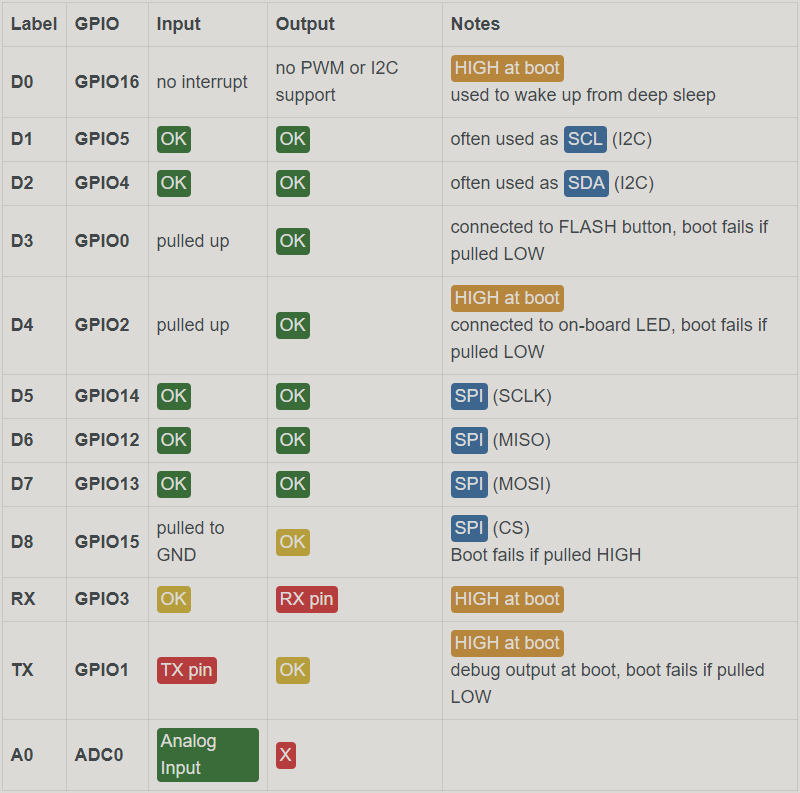 Label GPIO Input Output Notes
D0 GPIO16 no interrupt no PWM or I2C support HIGH at boot
used to wake up from deep sleep
D1 GPIO5 OK OK often used as SCL (I2C)
D2 GPIO4 OK OK often used as SDA (I2C)
D3 GPIO0 pulled up OK connected to FLASH button, boot fails if
pulled LOW
D4 GPIO2 pulled up OK HIGH at boot
connected to on-board LED, boot fails if
pulled LOW
D5 GPIO14 OK OK SPI (SCLK)
D6 GPIO12 OK OK SPI (MISO)
D7 GPIO13 OK OK SPI (MOSI)
D8 GPIO15 pulled to GND OK SPI (CS)
Boot fails if pulled HIGH
RX GPIO3 OK RX pin HIGH at boot
TX GPIO1 TX pin OK HIGH at boot
debug output at boot, boot fails if pulled
LOW
A0 ADC0 Analog Input X